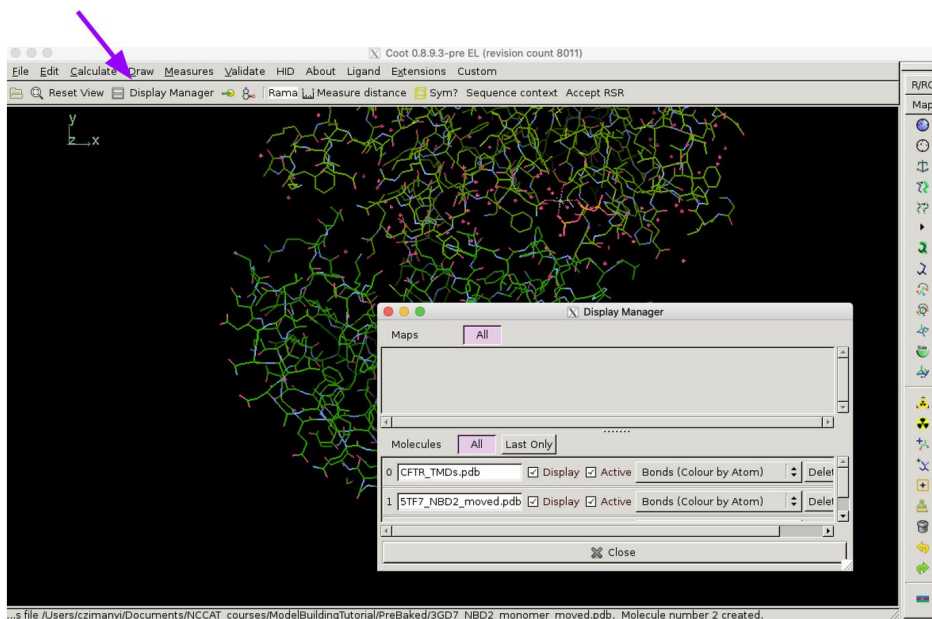 Coot 0.8.9.3-pre EL (revision count 8011)
File Edit Calculate Draw Measures Validate HID About Ligand Extensions Custom
Reset View Display Manager Rama Measure distance Sym? Sequence context Accept RSR
R/RC
Map
y
z x
Display Manager
Maps All
Molecules All Last Only
0 CFTR_TMDs.pdb Display Active Bonds (Colour by Atom) Delet
1 5TF7_NBD2_moved.pdb Display Active Bonds (Colour by Atom) Delet
Close
Side
...s file /Users/czimanyi/Documents/NCCAT_courses/ModelBuildingTutorial/PreBaked/3GD7_NBD2_monomer_moved.pdb. Molecule number 2 created.